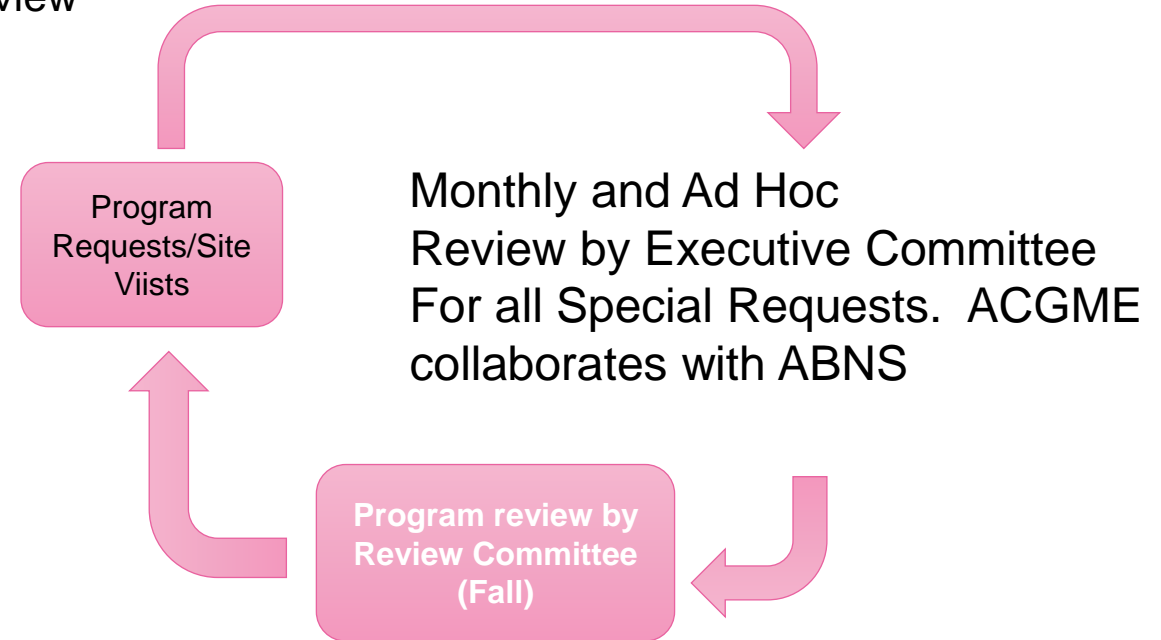 Program
Requests/Site
Viists
Monthly and Ad Hoc
Review by Executive Committee
For all Special Requests.  ACGME
collaborates with ABNS
Program review by
Review Committee
(Fall)